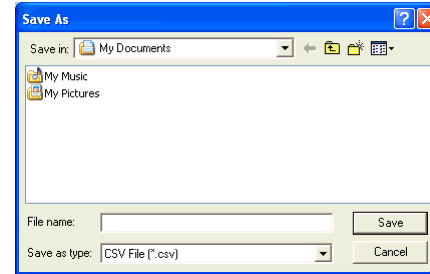 Save As
Save in: My Documents
My Music
My Pictures
File name: Save
Save as type: CSV File (*.csv) Cancel